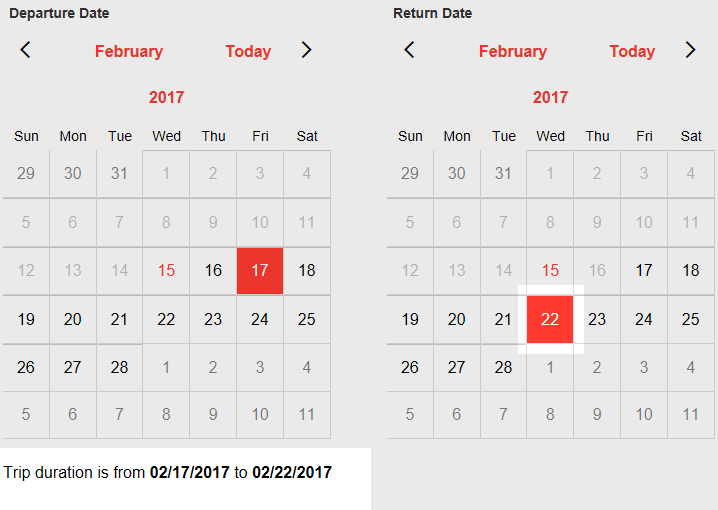 Departure Date
February Today
2017
Sun Mon Tue Wed Thu Fri Sat
29 30 31 1 2 3 4
5 6 7 8 9 10 11
12 13 14 15 16 17 18
19 20 21 22 23 24 25
26 27 28 1 2 3 4
5 6 7 8 9 10 11
Trip duration is from 02/17/2017 to 02/22/2017
Return Date
February Today
2017
Sun Mon Tue Wed Thu Fri Sat
29 30 31 1 2 3 4
5 6 7 8 9 10 11
12 13 14 15 16 17 18
19 20 21 22 23 24 25
26 27 28 1 2 3 4
5 6 7 8 9 10 11